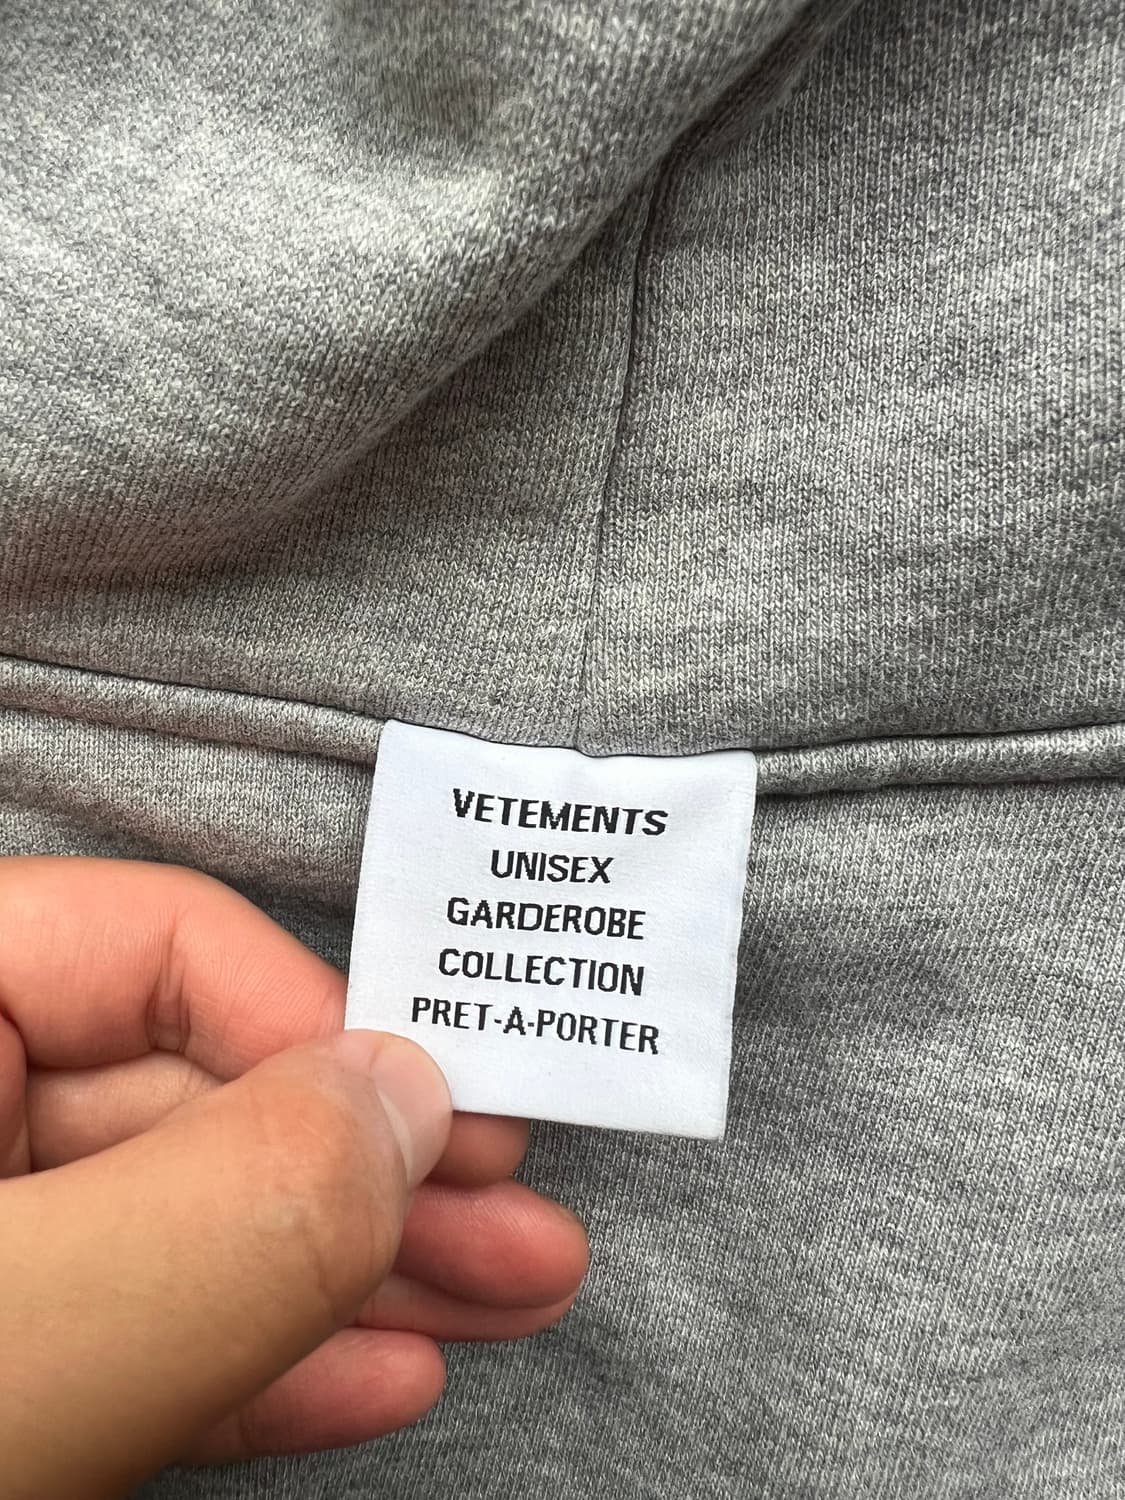 VETEMENTS
UNISEX
GARDEROBE
COLLECTION
PRET-A-PORTER